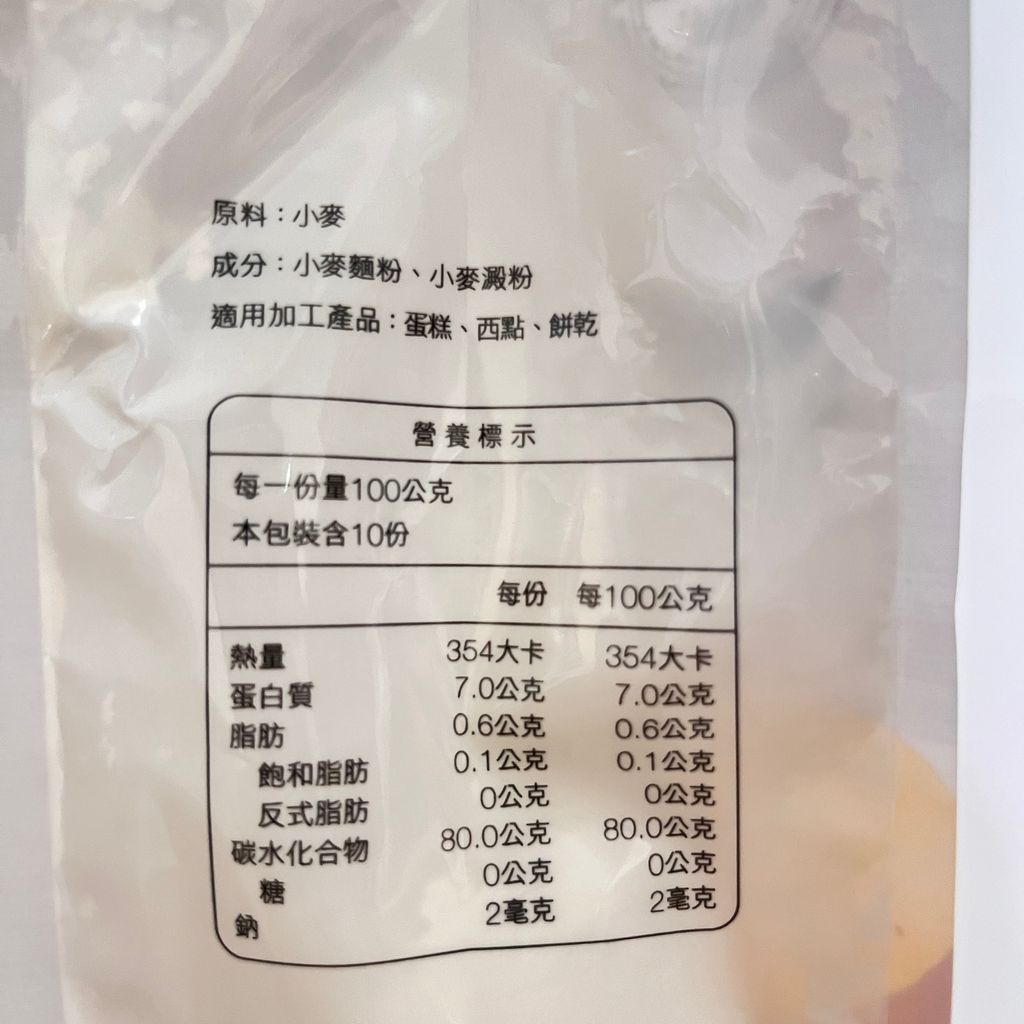 原料：小麥
成分：小麥麵粉、小麥澱粉
適用加工產品：蛋糕、西點、餅乾
營養標示
每一份量100公克
本包裝含10份
每份 每100公克
熱量 354大卡 354大卡
蛋白質 7.0公克 7.0公克
脂肪 0.6公克 0.6公克
飽和脂肪 0.1公克 0.1公克
反式脂肪 0公克 0公克
碳水化合物 80.0公克 80.0公克
糖 0公克 0公克
鈉 2毫克 2毫克